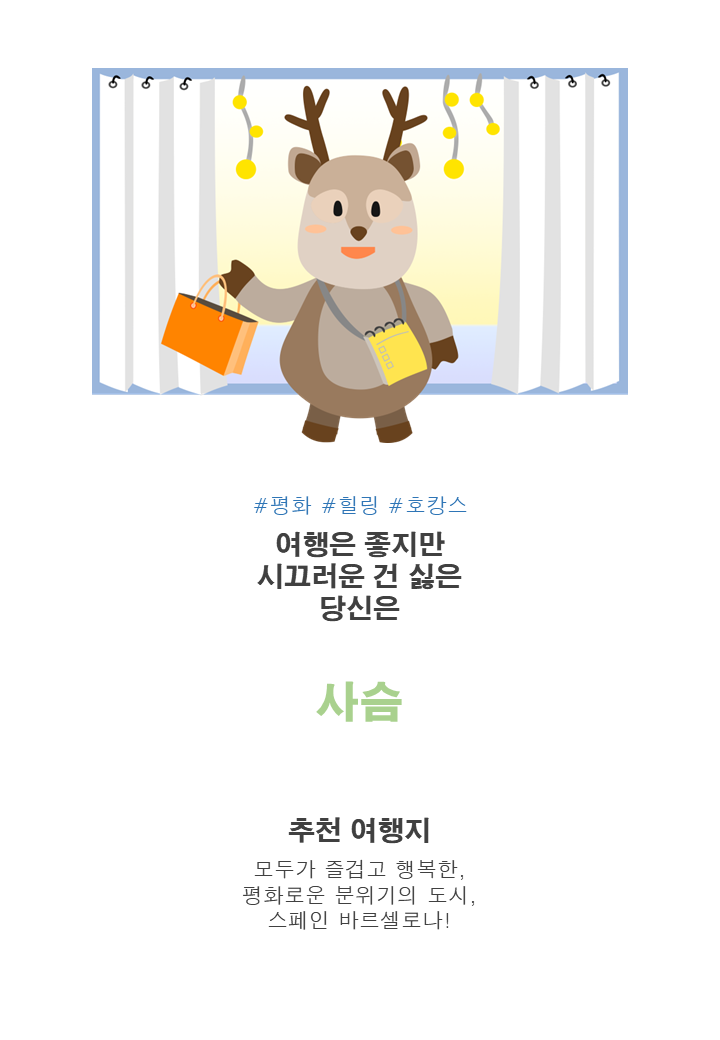 #평화 #힐링 #호캉스
여행은 좋지만
시끄러운 건 싫은
당신은
사슴
추천 여행지
모두가 즐겁고 행복한,
평화로운 분위기의 도시,
스페인 바르셀로나!